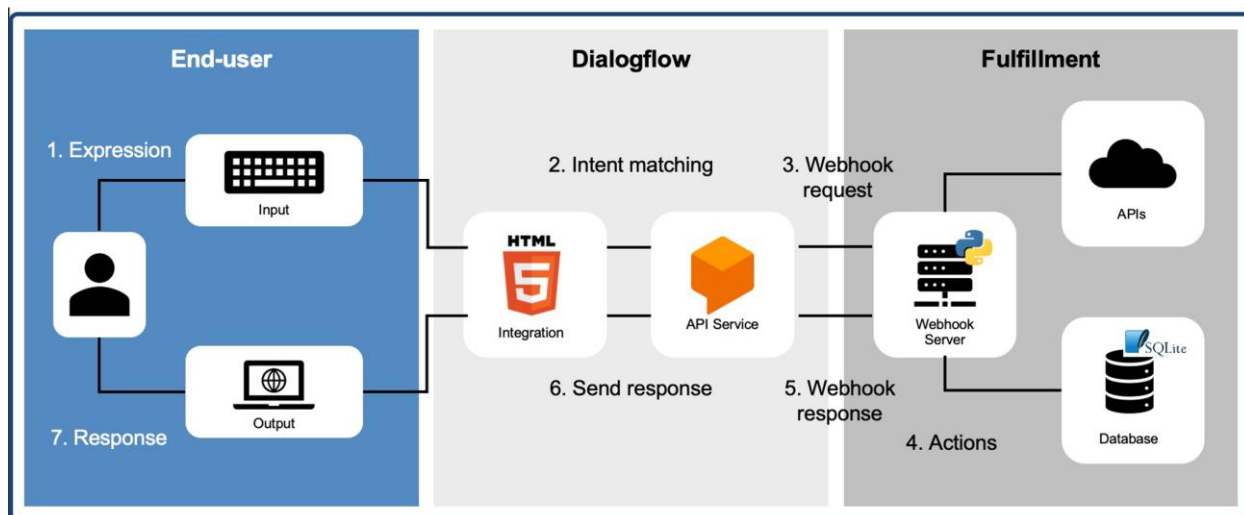 End-user
Dialogflow
Fulfillment
1. Expression
Input
2. Intent matching
3. Webhook
request
APIs
HTML
5
Integration
API Service
Webhook
Server
SQLite
Database
Output
7. Response
6. Send response
5. Webhook
response
4. Actions